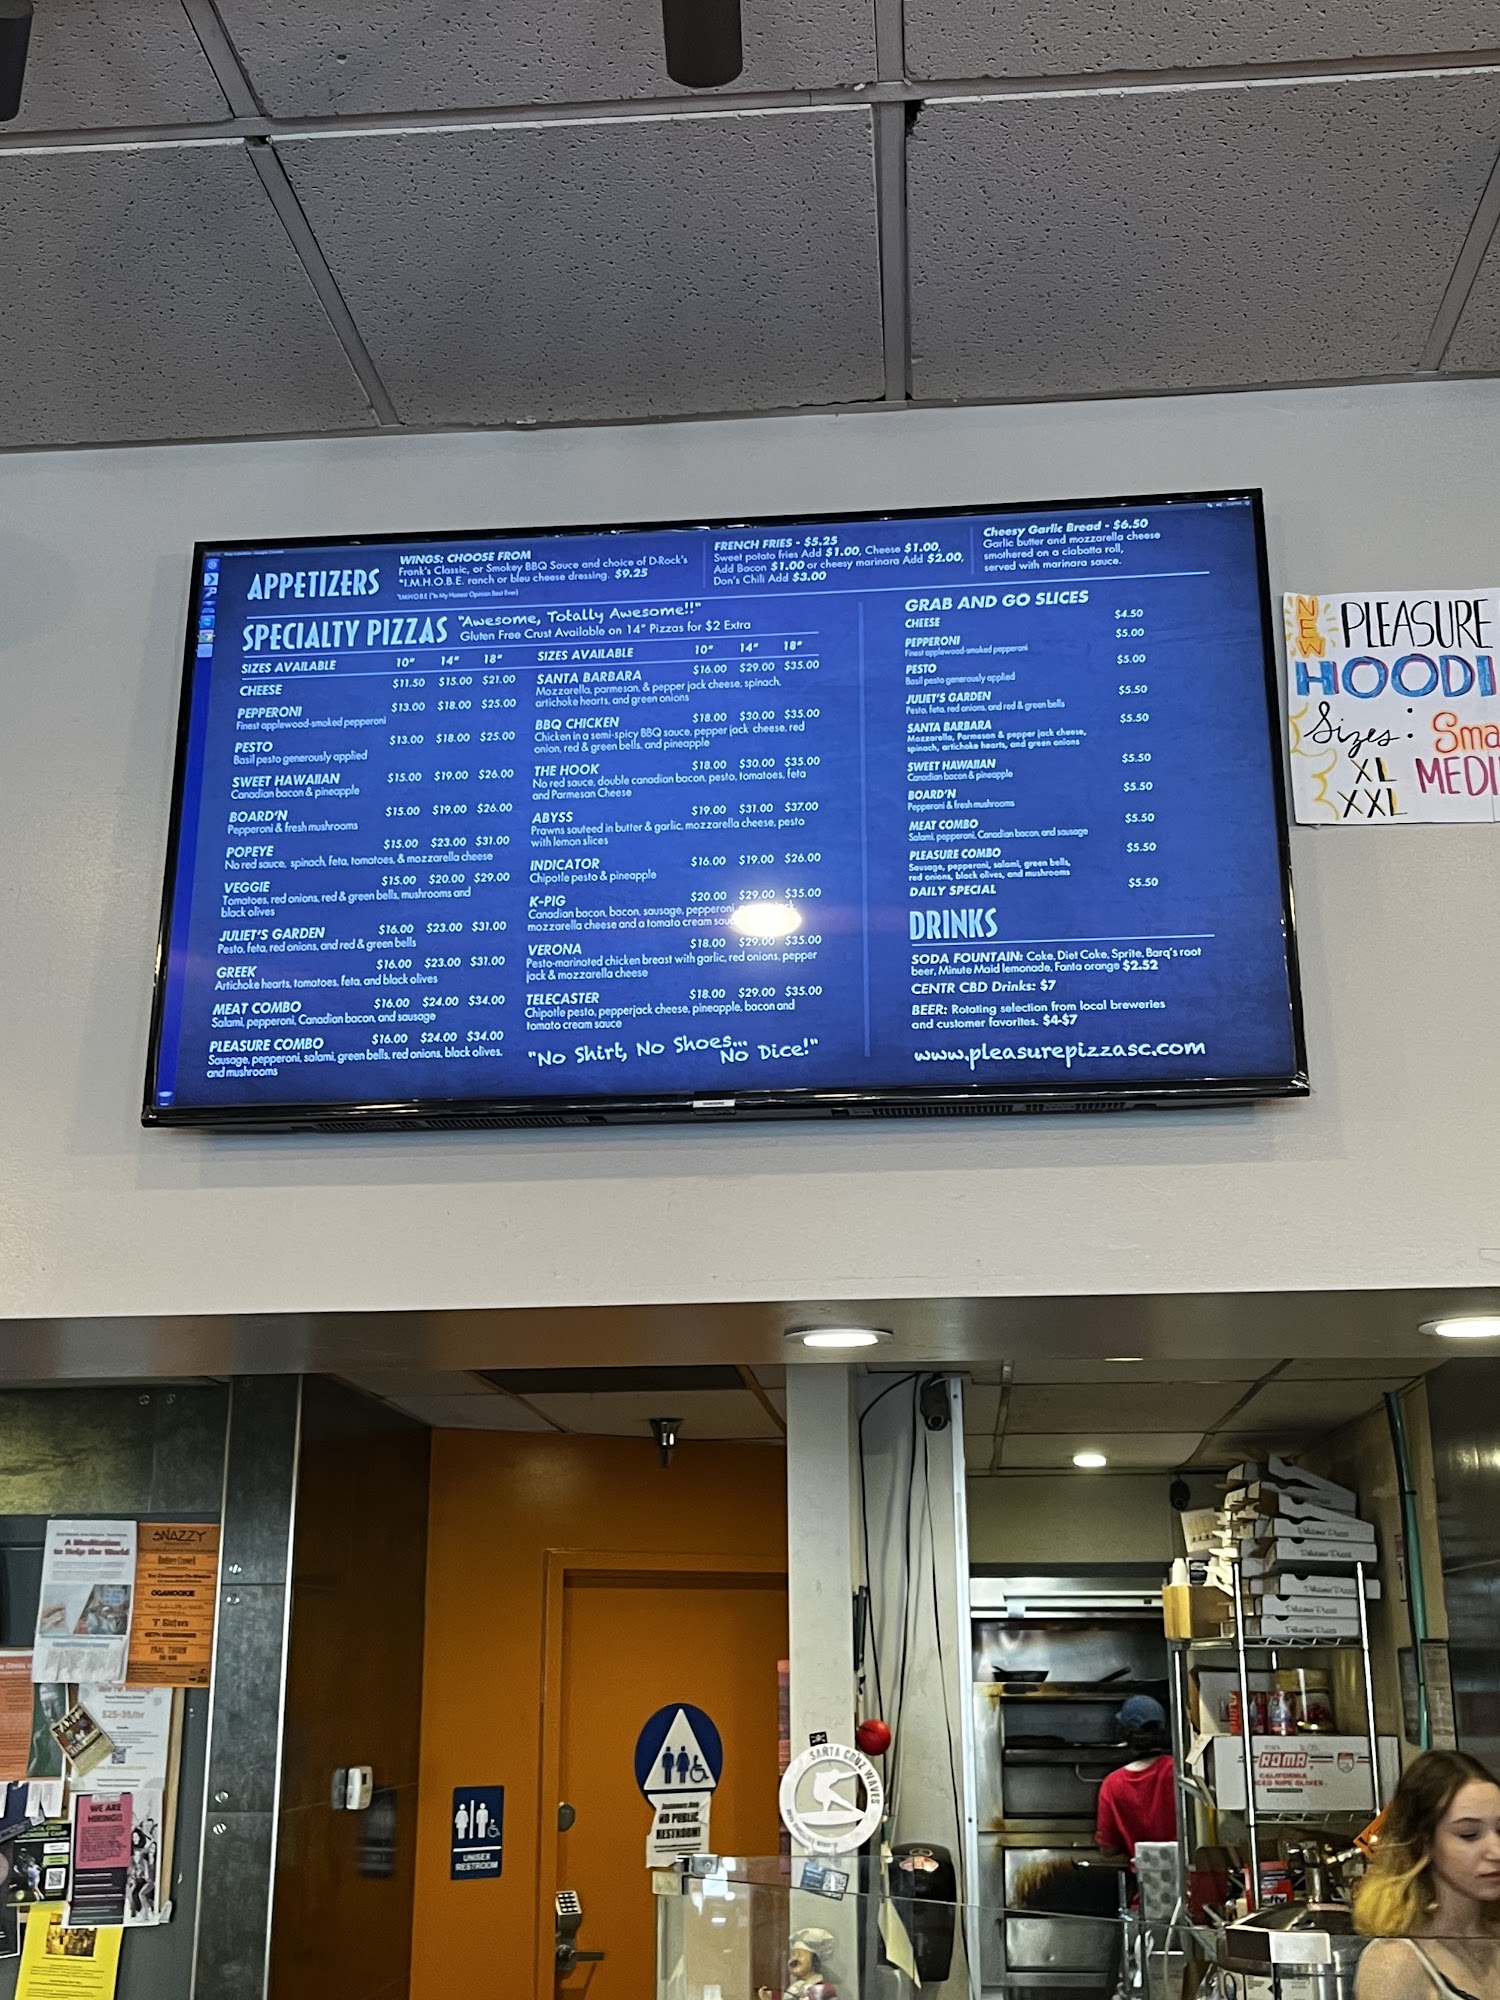 APPETIZERS
WINGS: CHOOSE FROM
Frank's Classic, or Smokey BBQ Sauce and choice of D-Rock's
*I.M.H.O.B.E. ranch or bleu cheese dressing. $9.25
*I.M.H.O.B.E ("In My Honest Opinion Best Ever)
FRENCH FRIES - $5.25
Sweet potato fries Add $1.00, Cheese $1.00,
Add Bacon $1.00 or cheesy marinara Add $2.00,
Don's Chili Add $3.00
Cheesy Garlic Bread - $6.50
Garlic butter and mozzarella cheese
smothered on a ciabatta roll,
served with marinara sauce.
SPECIALTY PIZZAS
"Awesome, Totally Awesome!!"
Gluten Free Crust Available on 14" Pizzas for $2 Extra
SIZES AVAILABLE 10" 14" 18"
CHEESE $11.50 $15.00 $21.00
PEPPERONI $13.00 $18.00 $25.00
Finest applewood-smoked pepperoni
PESTO $13.00 $18.00 $25.00
Basil pesto generously applied
SWEET HAWAIIAN $15.00 $19.00 $26.00
Canadian bacon & pineapple
BOARD'N $15.00 $19.00 $26.00
Pepperoni & fresh mushrooms
POPEYE $15.00 $23.00 $31.00
No red sauce, spinach, feta, tomatoes, & mozzarella cheese
VEGGIE $15.00 $20.00 $29.00
Tomatoes, red onions, red & green bells, mushrooms and
black olives
JULIET'S GARDEN $16.00 $23.00 $31.00
Pesto, feta, red onions, and red & green bells
GREEK $16.00 $23.00 $31.00
Artichoke hearts, tomatoes, feta, and black olives
MEAT COMBO $16.00 $24.00 $34.00
Salami, pepperoni, Canadian bacon, and sausage
PLEASURE COMBO $16.00 $24.00 $34.00
Sausage, pepperoni, salami, green bells, red onions, black olives,
and mushrooms
SIZES AVAILABLE 10" 14" 18"
SANTA BARBARA $16.00 $29.00 $35.00
Mozzarella, parmesan, & pepper jack cheese, spinach,
artichoke hearts, and green onions
BBQ CHICKEN $18.00 $30.00 $35.00
Chicken in a semi-spicy BBQ sauce, pepper jack cheese, red
onion, red & green bells, and pineapple
THE HOOK $18.00 $30.00 $35.00
No red sauce, double canadian bacon, pesto, tomatoes, feta
and Parmesan Cheese
ABYSS $19.00 $31.00 $37.00
Prawns sauteed in butter & garlic, mozzarella cheese, pesto
with lemon slices
INDICATOR $16.00 $19.00 $26.00
Chipotle pesto & pineapple
K-PIG $20.00 $29.00 $35.00
Canadian bacon, bacon, sausage, pepperoni,
mozzarella cheese and a tomato cream
VERONA $18.00 $29.00 $35.00
Pesto-marinated chicken breast with garlic, red onions, pepper
jack & mozzarella cheese
TELECASTER $18.00 $29.00 $35.00
Chipotle pesto, pepperjack cheese, pineapple, bacon and
tomato cream sauce
"No Shirt, No Shoes...
No Dice!"
GRAB AND GO SLICES
CHEESE $4.50
PEPPERONI $5.00
Finest applewood-smoked pepperoni
PESTO $5.00
Basil pesto generously applied
JULIET'S GARDEN $5.50
Pesto, feta, red onions, and red & green bells
SANTA BARBARA $5.50
Mozzarella, Parmesan & pepper jack cheese,
spinach, artichoke hearts, and green onions
SWEET HAWAIIAN $5.50
Canadian bacon & pineapple
BOARD'N $5.50
Pepperoni & fresh mushrooms
MEAT COMBO $5.50
Salami, pepperoni, Canadian bacon, and sausage
PLEASURE COMBO $5.50
Sausage, pepperoni, salami, green bells,
red onions, black olives, and mushrooms
DAILY SPECIAL $5.50
DRINKS
SODA FOUNTAIN: Coke, Diet Coke, Sprite, Barq's root
beer, Minute Maid lemonade, Fanta orange $2.52
CENTR CBD Drinks: $7
BEER: Rotating selection from local breweries
and customer favorites. $4-$7
www.pleasurepizzasc.com
SAMSUNG
NEW
PLEASURE
HOODI
Sizes: Sma
XL MEDI
XXL
A Meditation
to Help the World
SNAZZY
$25-35/hr
WE ARE
HIRING!!
UNISEX
RESTROOM
NO PUBLIC
RESTROOM!
SANTA CRUZ WAVES
ROMA
CALIFORNIA